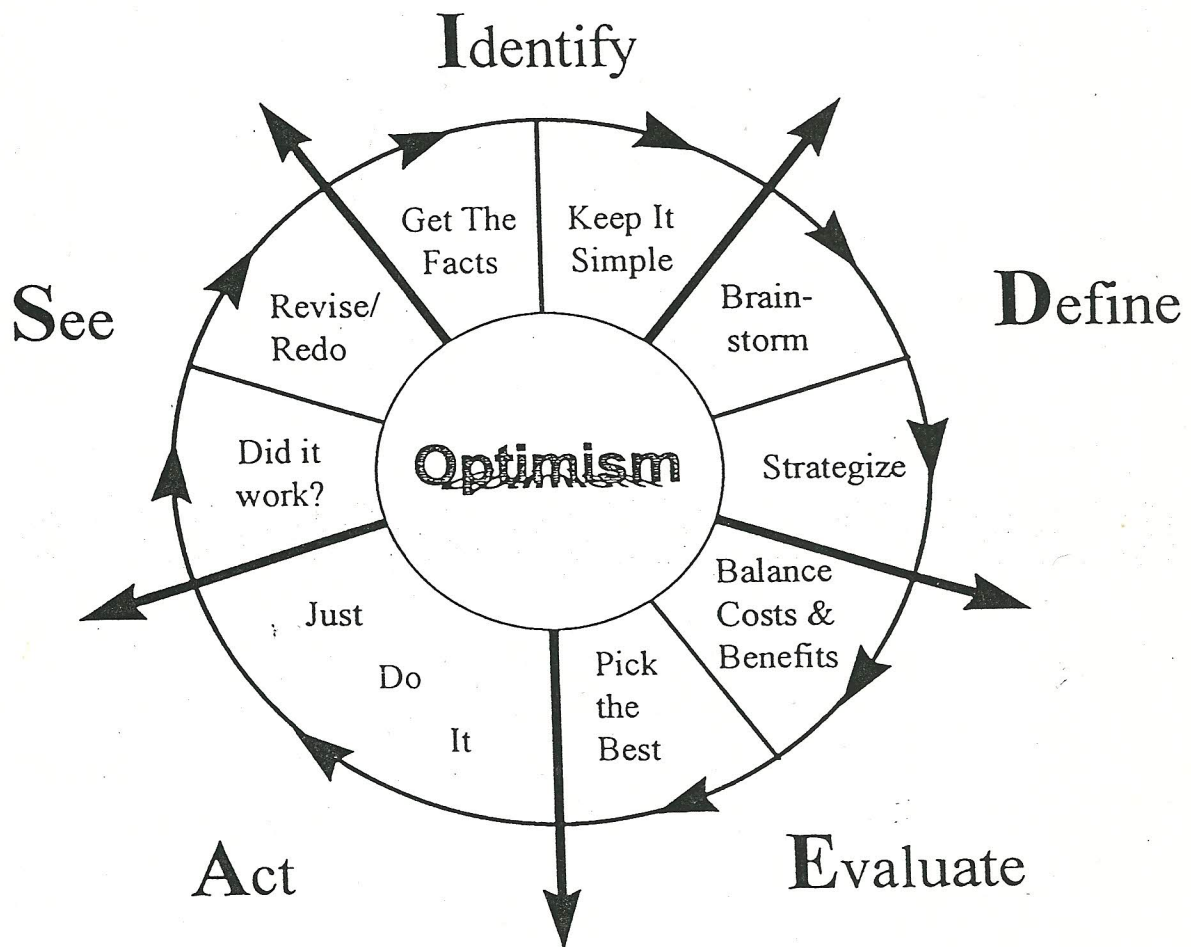 Identify
Get The
Facts
Keep It
Simple
Brain-
storm
Define
Strategize
Balance
Costs &
Benefits
Pick
the
Best
Evaluate
Just
Do
It
Act
Did it
work?
Revise/
Redo
See
Optimism